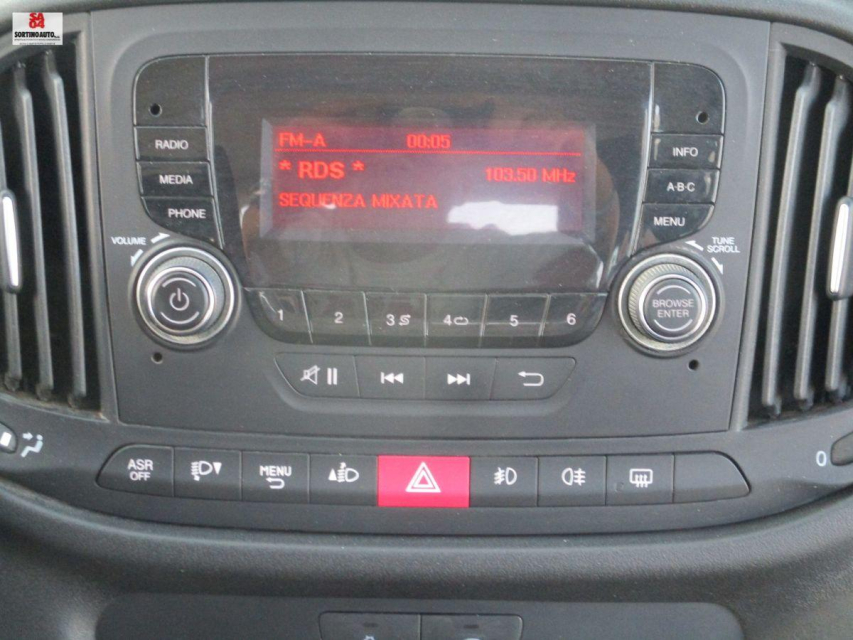 SORTINOAUTO
FM-A 00:05
* RDS * 103.50 MHz
SEQUENZA MIXATA
RADIO
MEDIA
PHONE
INFO
A·B·C
MENU
VOLUME
TUNE
SCROLL
BROWSE
ENTER
1 2 3 4 5 6
ASR
OFF
MENU
0